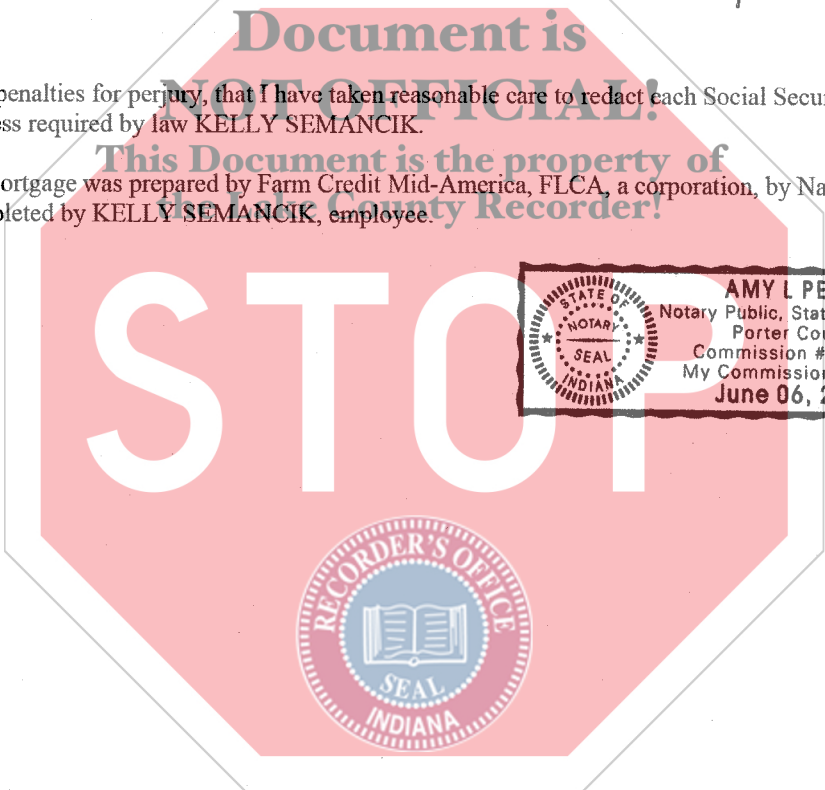 Document is
NOT OFFICIAL!
penalties for perjury, that I have taken reasonable care to redact each Social Secu
ss required by law KELLY SEMANCIK.
This Document is the property of
ortgage was prepared by Farm Credit Mid-America, FLCA, a corporation, by Na
pleted by KELLY SEMANCIK, employee.
the Lake County Recorder!
STOP
STATE OF
NOTARY
SEAL
INDIANA
AMY L PE
Notary Public, Stat
Porter Cou
Commission #
My Commission
June 06, 2
RECORDER'S OFFICE
SEAL
INDIANA